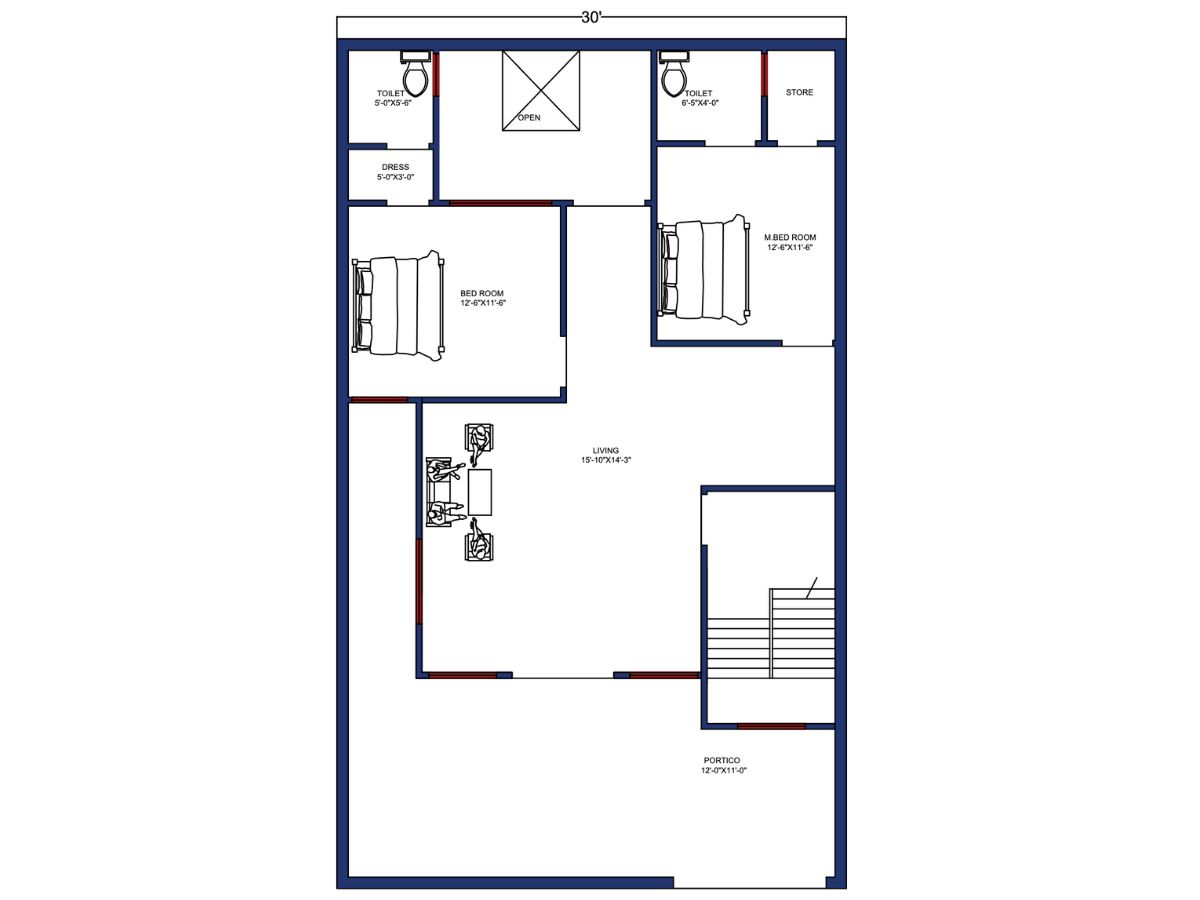 30'
TOILET
5'-0"X5'-6"
OPEN
TOILET
6'-5"X4'-0"
STORE
DRESS
5'-0"X3'-0"
M.BED ROOM
12'-6"X11'-6"
BED ROOM
12'-6"X11'-6"
LIVING
15'-10"X14'-3"
PORTICO
12'-0"X11'-0"